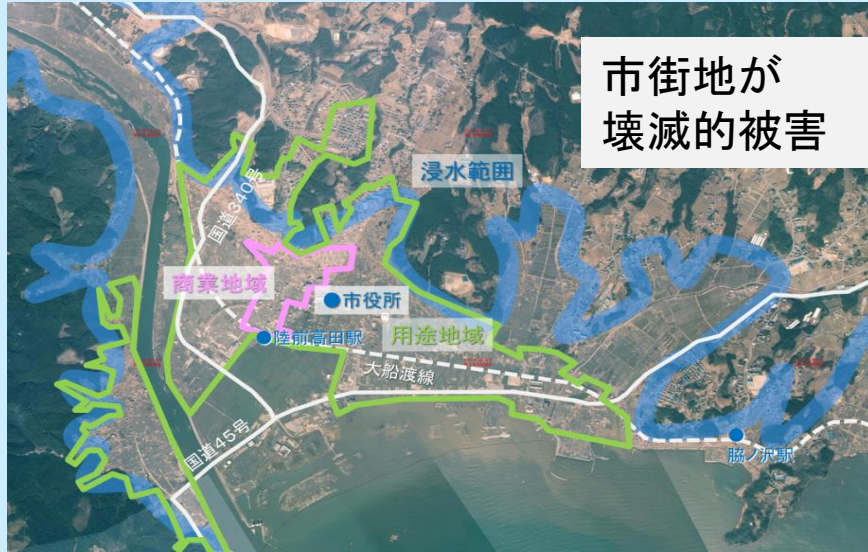 市街地が
壊滅的被害
浸水範囲
国道340号
商業地域
市役所
陸前高田駅
用途地域
大船渡線
国道45号
脇ノ沢駅